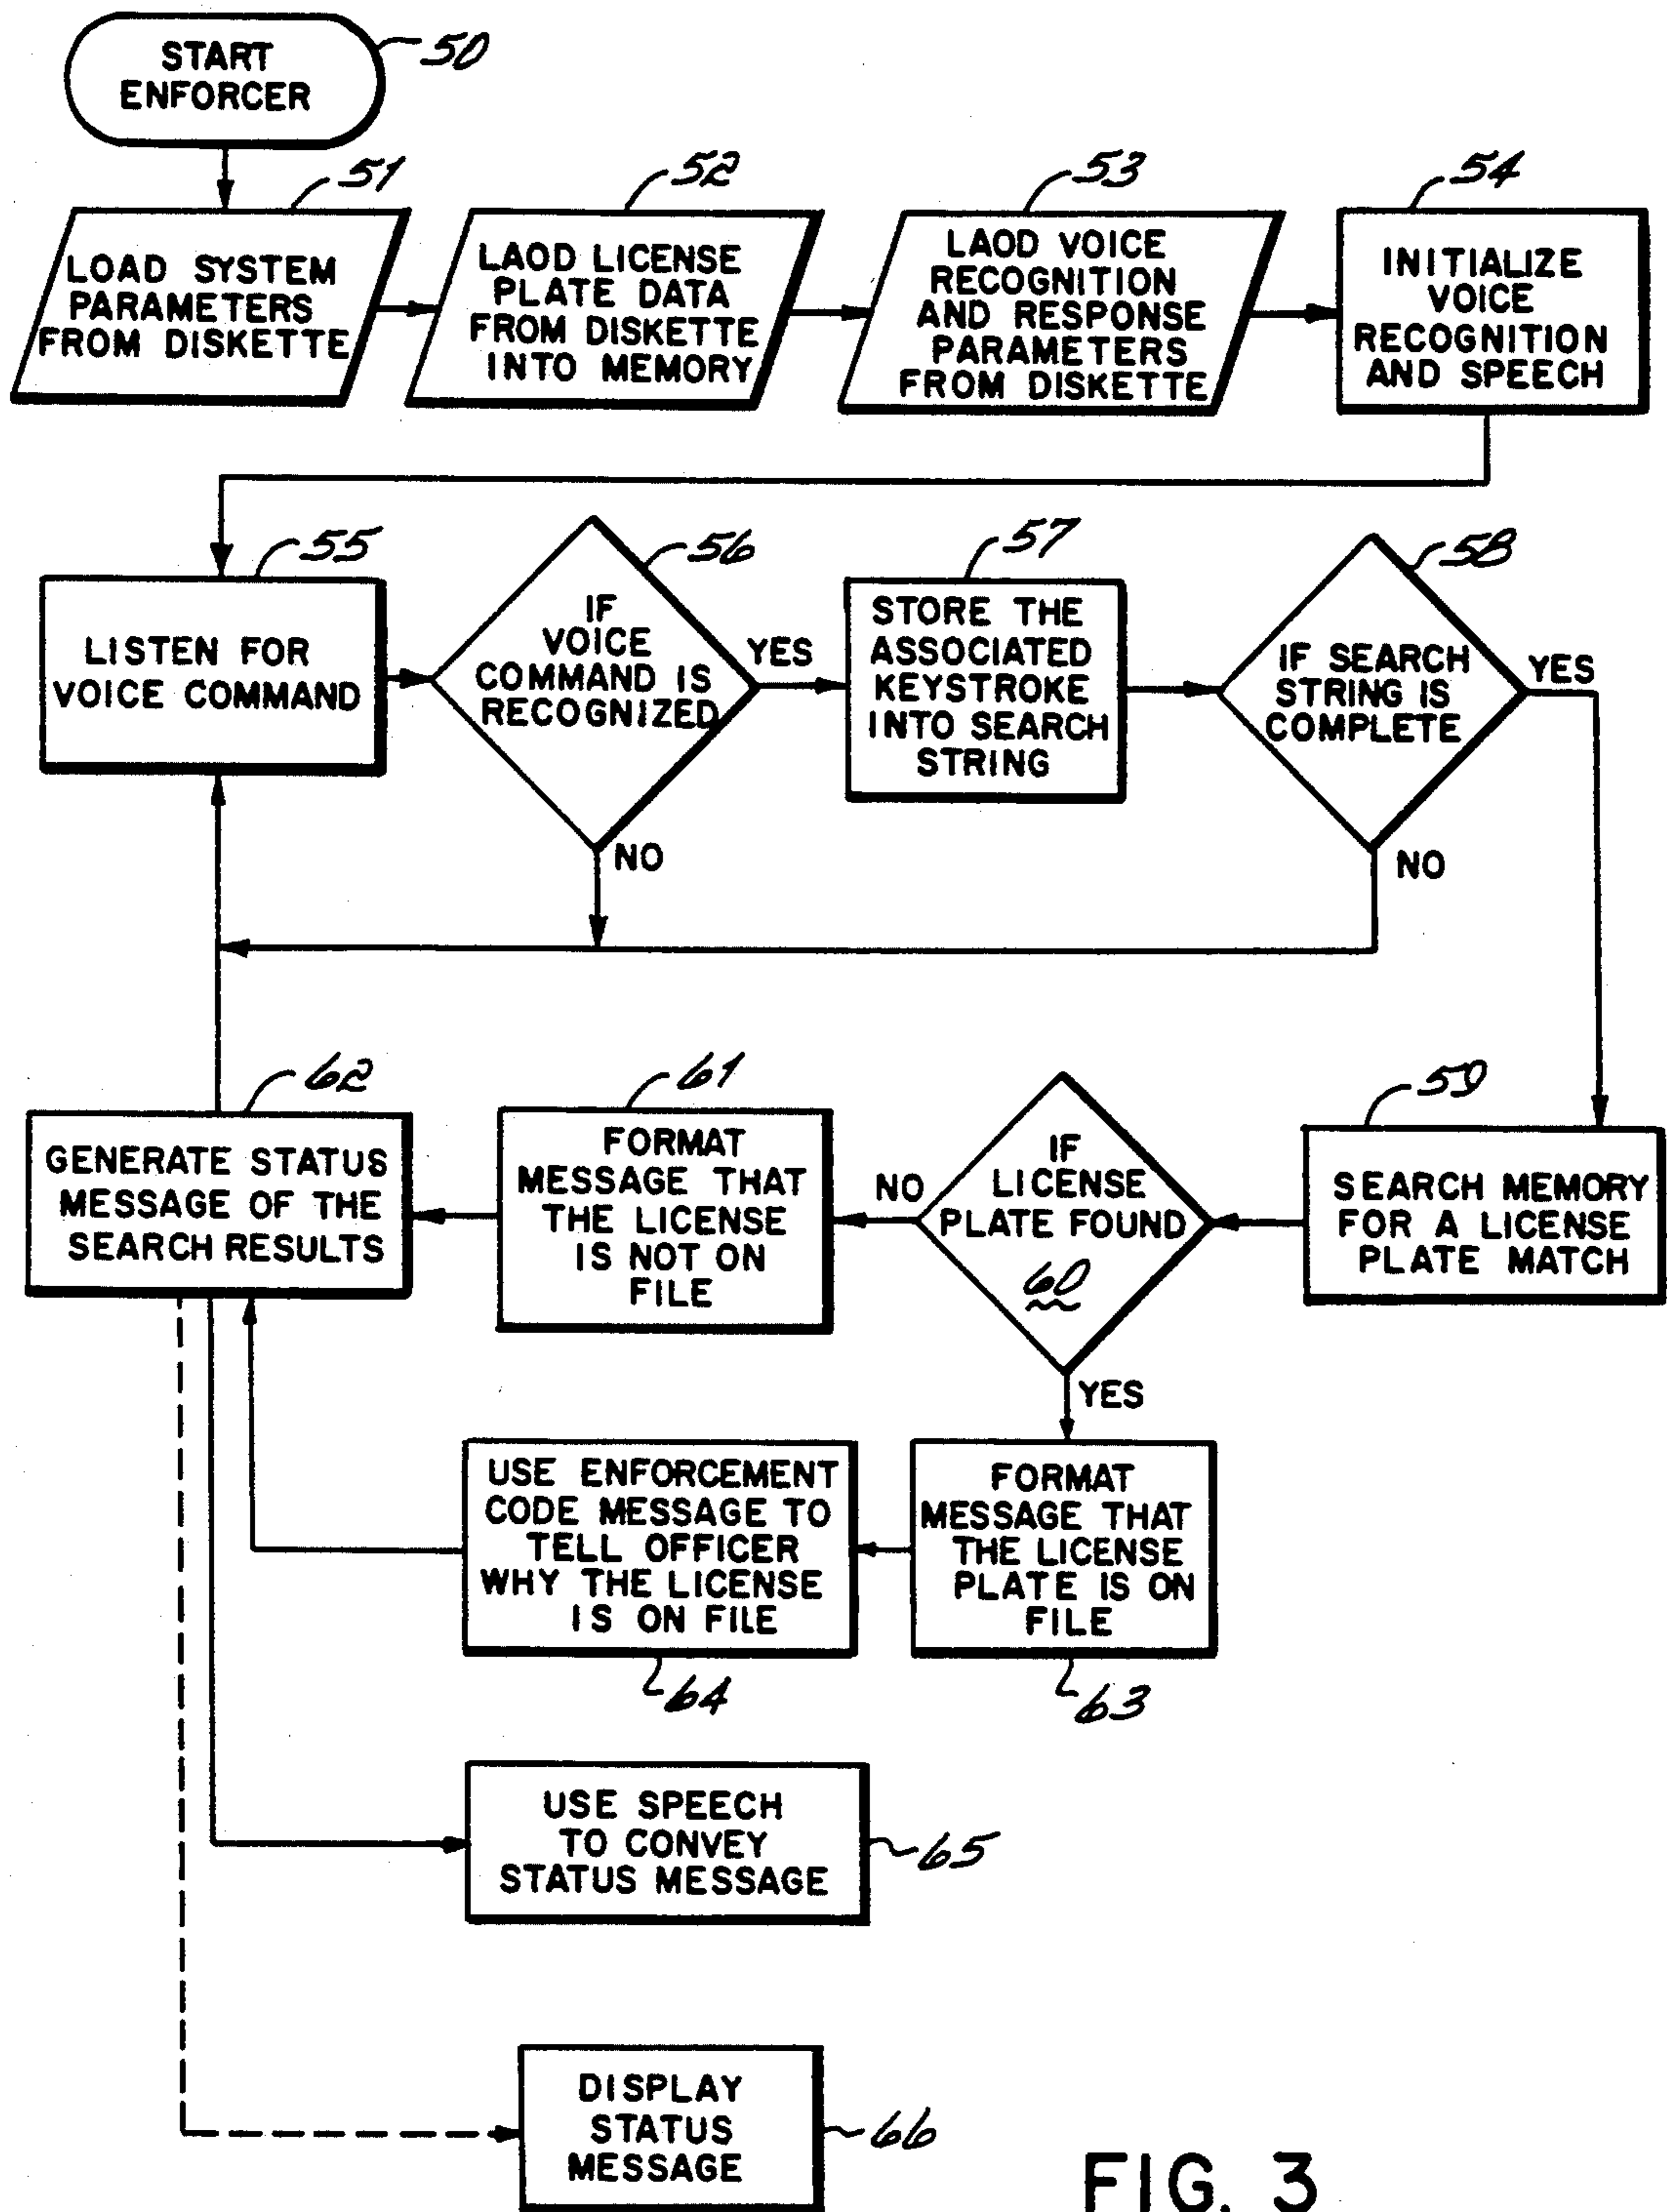 START
ENFORCER
50
51
LOAD SYSTEM
PARAMETERS
FROM DISKETTE
52
LAOD LICENSE
PLATE DATA
FROM DISKETTE
INTO MEMORY
53
LAOD VOICE
RECOGNITION
AND RESPONSE
PARAMETERS
FROM DISKETTE
54
INITIALIZE
VOICE
RECOGNITION
AND SPEECH
55
LISTEN FOR
VOICE COMMAND
56
IF
VOICE
COMMAND IS
RECOGNIZED
YES
NO
57
STORE THE
ASSOCIATED
KEYSTROKE
INTO SEARCH
STRING
58
IF SEARCH
STRING IS
COMPLETE
YES
NO
59
SEARCH MEMORY
FOR A LICENSE
PLATE MATCH
IF
LICENSE
PLATE FOUND
60
NO
YES
61
FORMAT
MESSAGE THAT
THE LICENSE
IS NOT ON
FILE
62
GENERATE STATUS
MESSAGE OF THE
SEARCH RESULTS
FORMAT
MESSAGE THAT
THE LICENSE
PLATE IS ON
FILE
63
USE ENFORCEMENT
CODE MESSAGE TO
TELL OFFICER
WHY THE LICENSE
IS ON FILE
64
USE SPEECH
TO CONVEY
STATUS MESSAGE
65
DISPLAY
STATUS
MESSAGE
66
FIG. 3